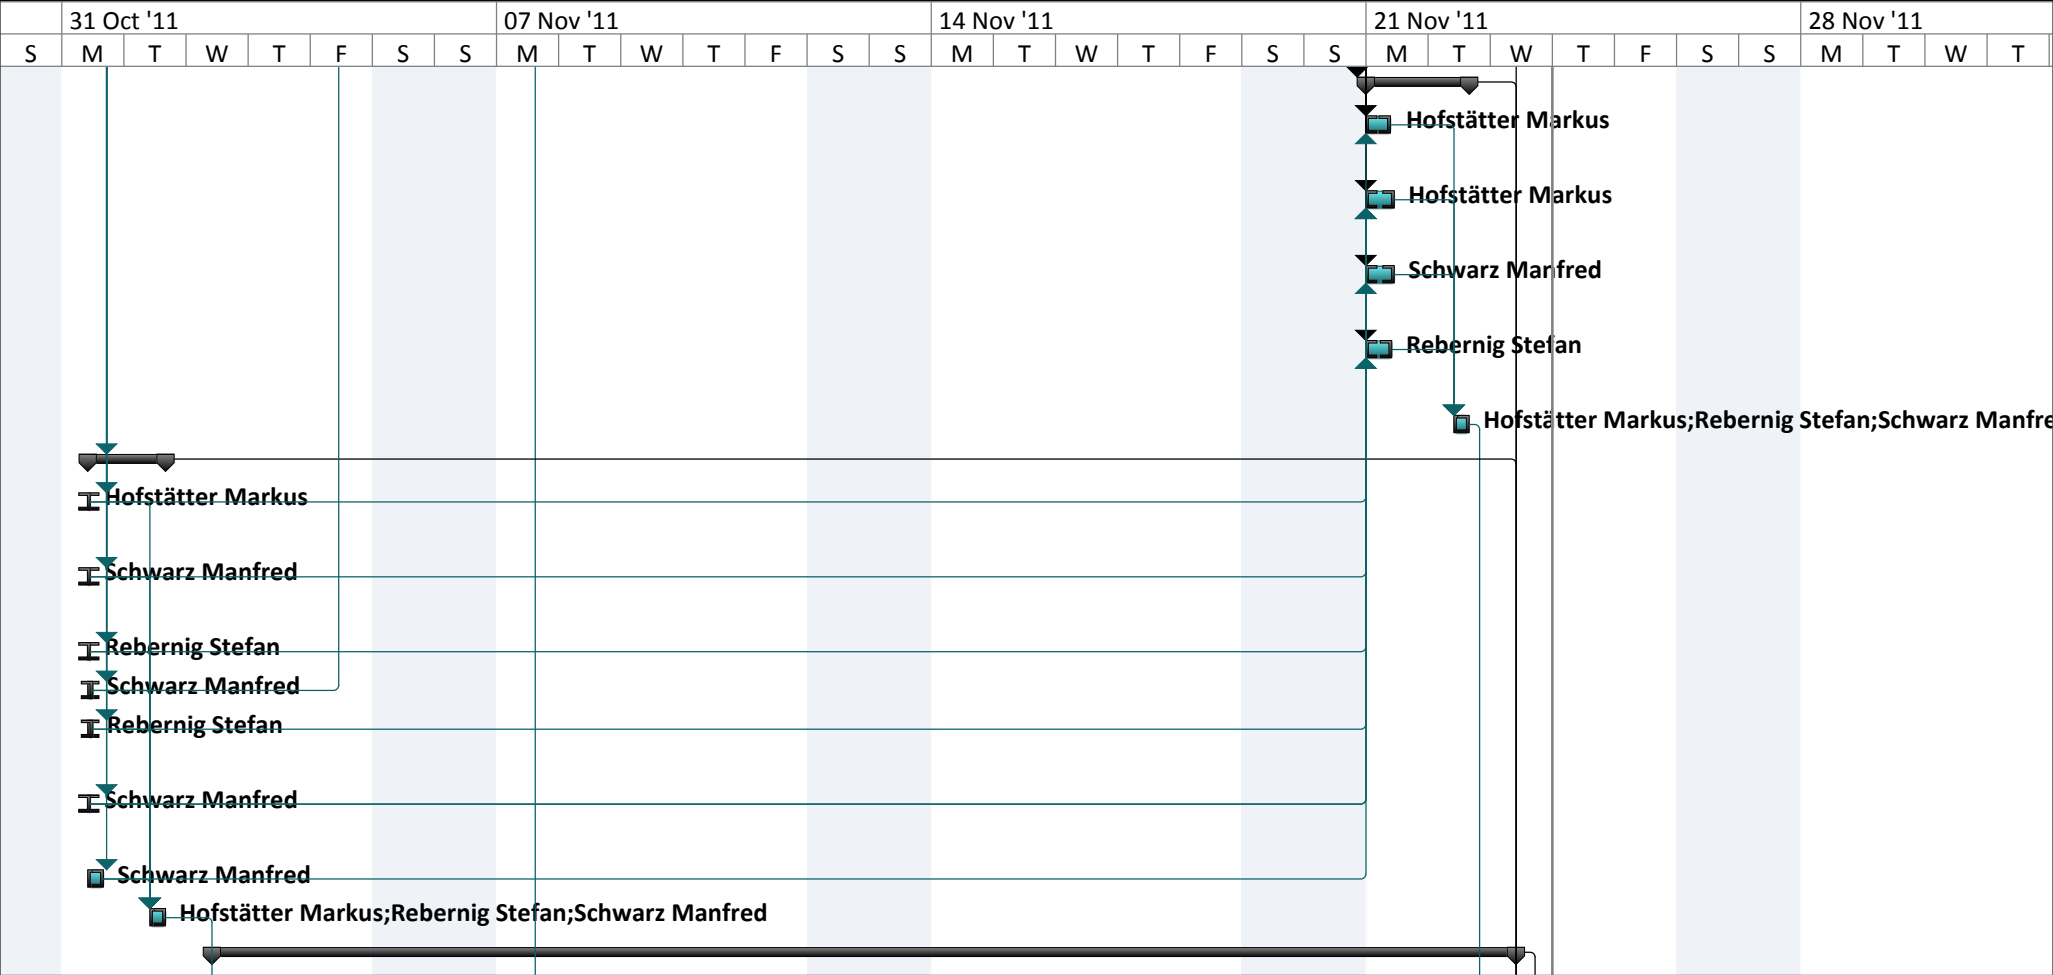 31 Oct '11 07 Nov '11 14 Nov '11 21 Nov '11 28 Nov '11
S M T W T F S S M T W T F S S M T W T F S S M T W T F S S M T W T
Hofstätter Markus
Hofstätter Markus
Schwarz Manfred
Rebernig Stefan
Hofstätter Markus;Rebernig Stefan;Schwarz Manfre
Hofstätter Markus
Schwarz Manfred
Rebernig Stefan
Schwarz Manfred
Rebernig Stefan
Schwarz Manfred
Schwarz Manfred
Hofstätter Markus;Rebernig Stefan;Schwarz Manfred